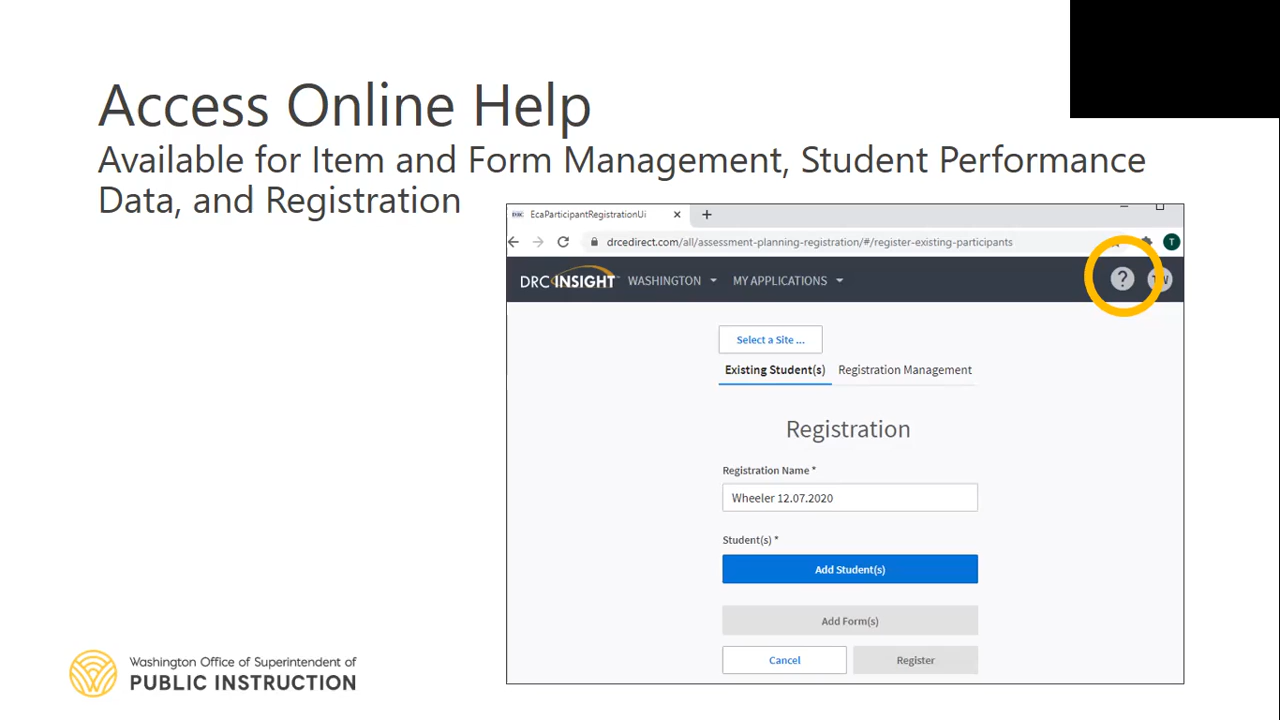 Access Online Help
Available for Item and Form Management, Student Performance
Data, and Registration
EcaParticipantRegistrationUi
drcedirect.com/all/assessment-planning-registration/#/register-existing-participants
T
DRC INSIGHT WASHINGTON MY APPLICATIONS ?
Select a Site ...
Existing Student(s) Registration Management
Registration
Registration Name *
Wheeler 12.07.2020
Student(s) *
Add Student(s)
Add Form(s)
Cancel Register
Washington Office of Superintendent of
PUBLIC INSTRUCTION